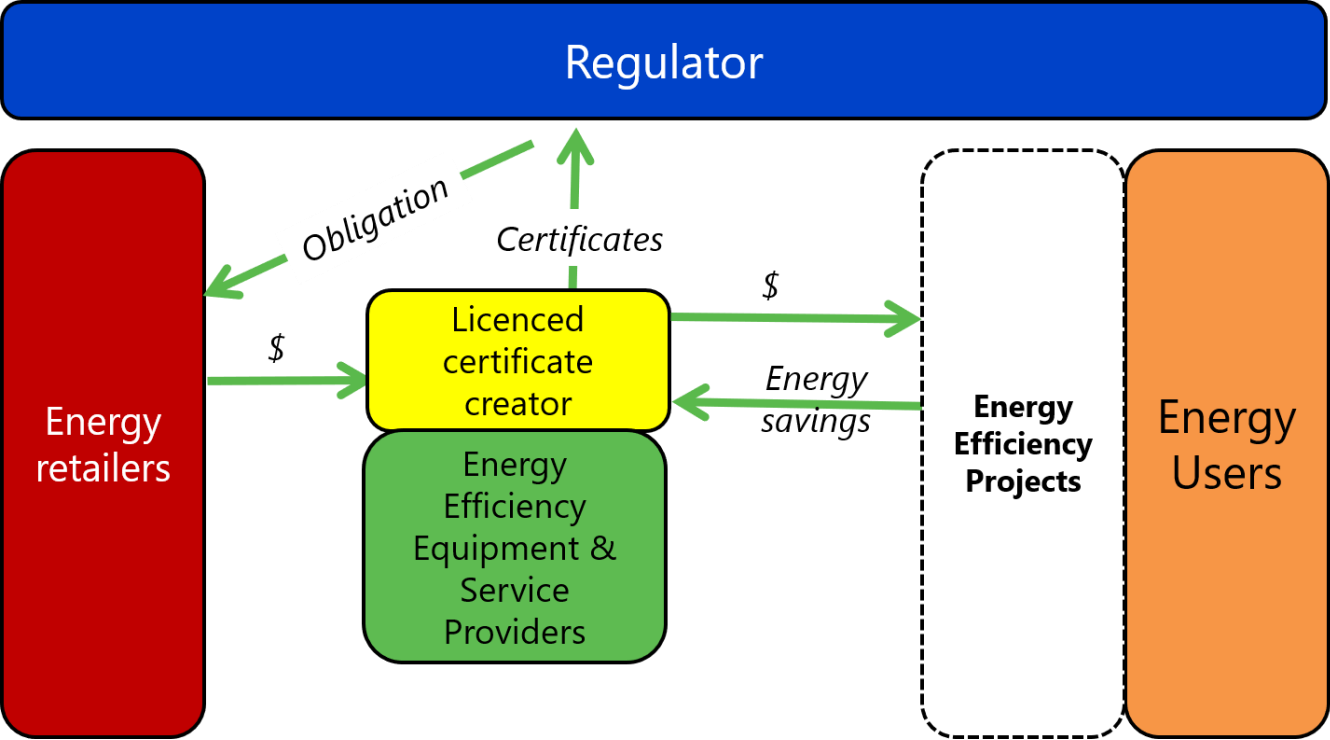 Regulator
Obligation
Certificates
$
$
Licenced
certificate
creator
Energy
savings
Energy
retailers
Energy
Efficiency
Equipment &
Service
Providers
Energy
Efficiency
Projects
Energy
Users